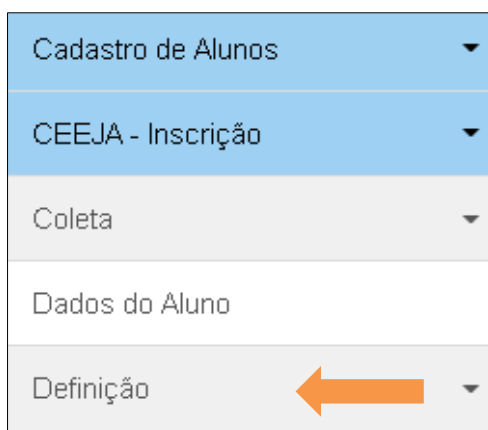 Cadastro de Alunos
CEEJA - Inscrição
Coleta
Dados do Aluno
Definição